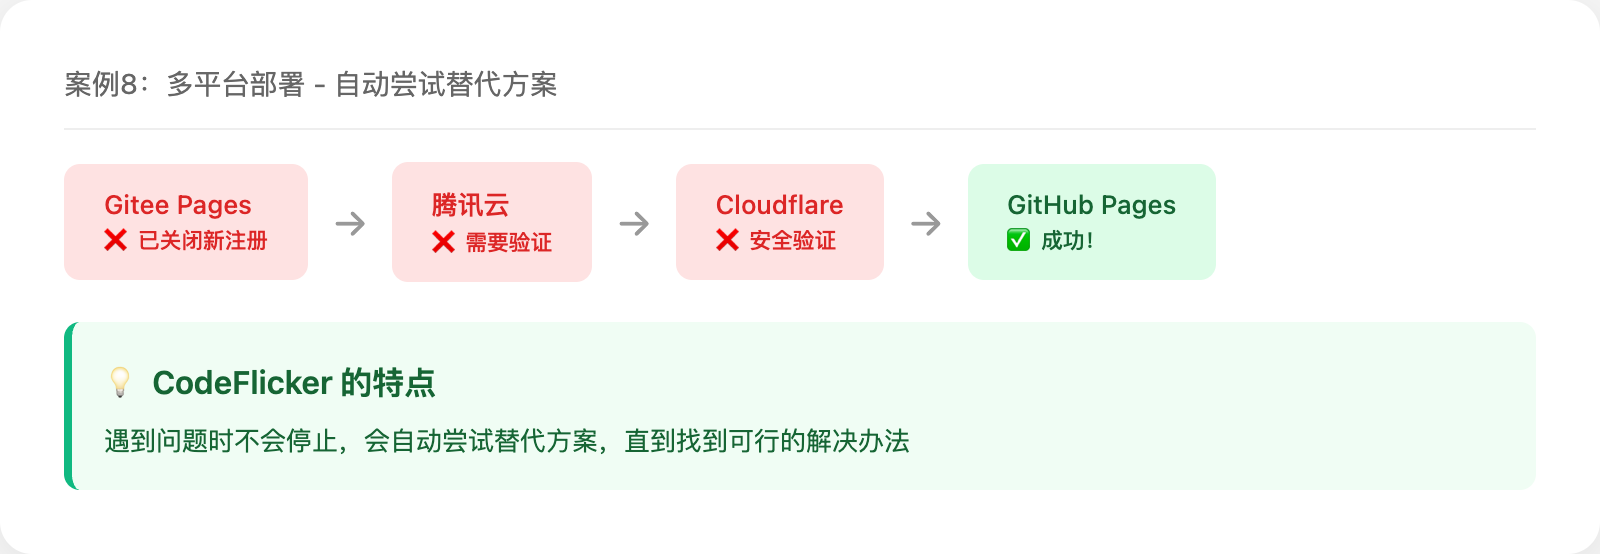 案例8：多平台部署 - 自动尝试替代方案
Gitee Pages
❌ 已关闭新注册
→
腾讯云
❌ 需要验证
→
Cloudflare
❌ 安全验证
→
GitHub Pages
✅ 成功！
💡 CodeFlicker 的特点
遇到问题时不会停止，会自动尝试替代方案，直到找到可行的解决办法